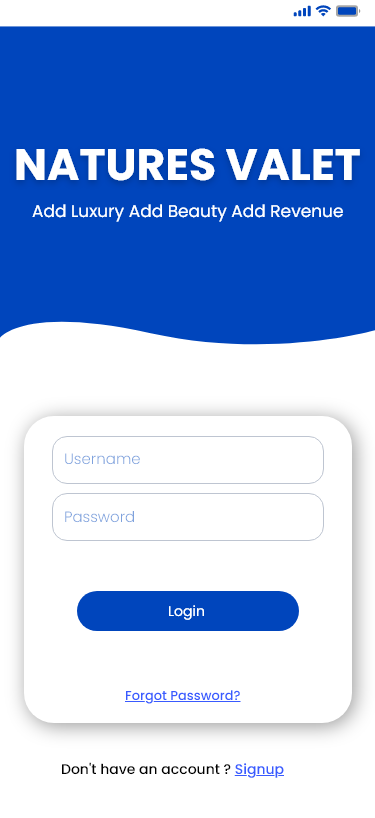 NATURES VALET
Add Luxury Add Beauty Add Revenue
Username
Password
Login
Forgot Password?
Don't have an account ? Signup